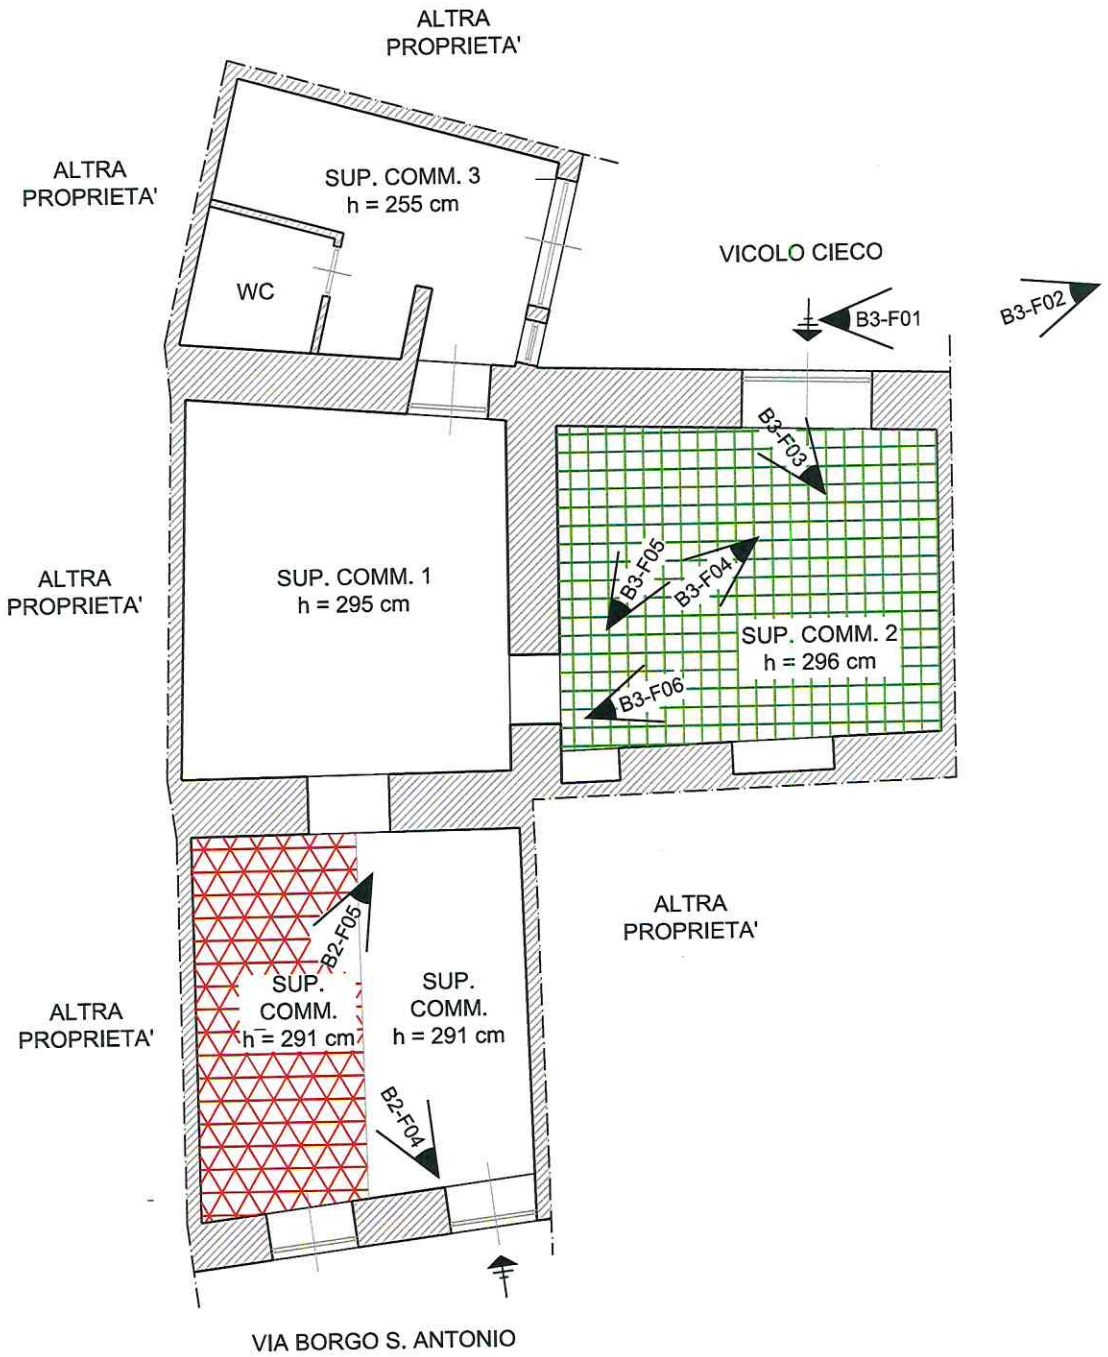 ALTRA
PROPRIETA'
ALTRA
PROPRIETA'
SUP. COMM. 3
h = 255 cm
VICOLO CIECO
WC
B3-F02
B3-F01
B3-F03
ALTRA
PROPRIETA'
SUP. COMM. 1
h = 295 cm
B3-F05
B3-F04
SUP. COMM. 2
h = 296 cm
B3-F06
ALTRA
PROPRIETA'
B2-F05
SUP.
COMM.
h = 291 cm
SUP.
COMM.
h = 291 cm
ALTRA
PROPRIETA'
B2-F04
VIA BORGO S. ANTONIO